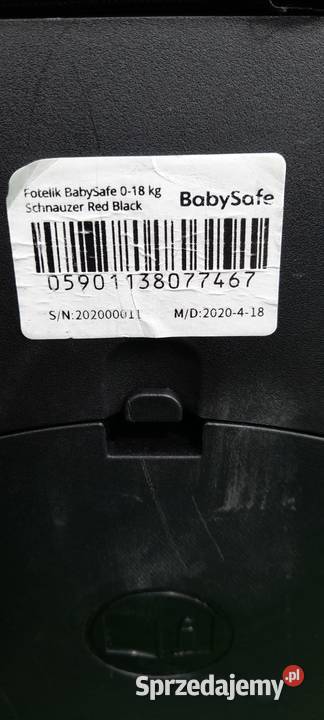 Fotelik BabySafe 0-18 kg
Schnauzer Red Black
BabySafe
05901138077467
S/N:202000011
M/D:2020-4-18
Sprzedajemy.pl